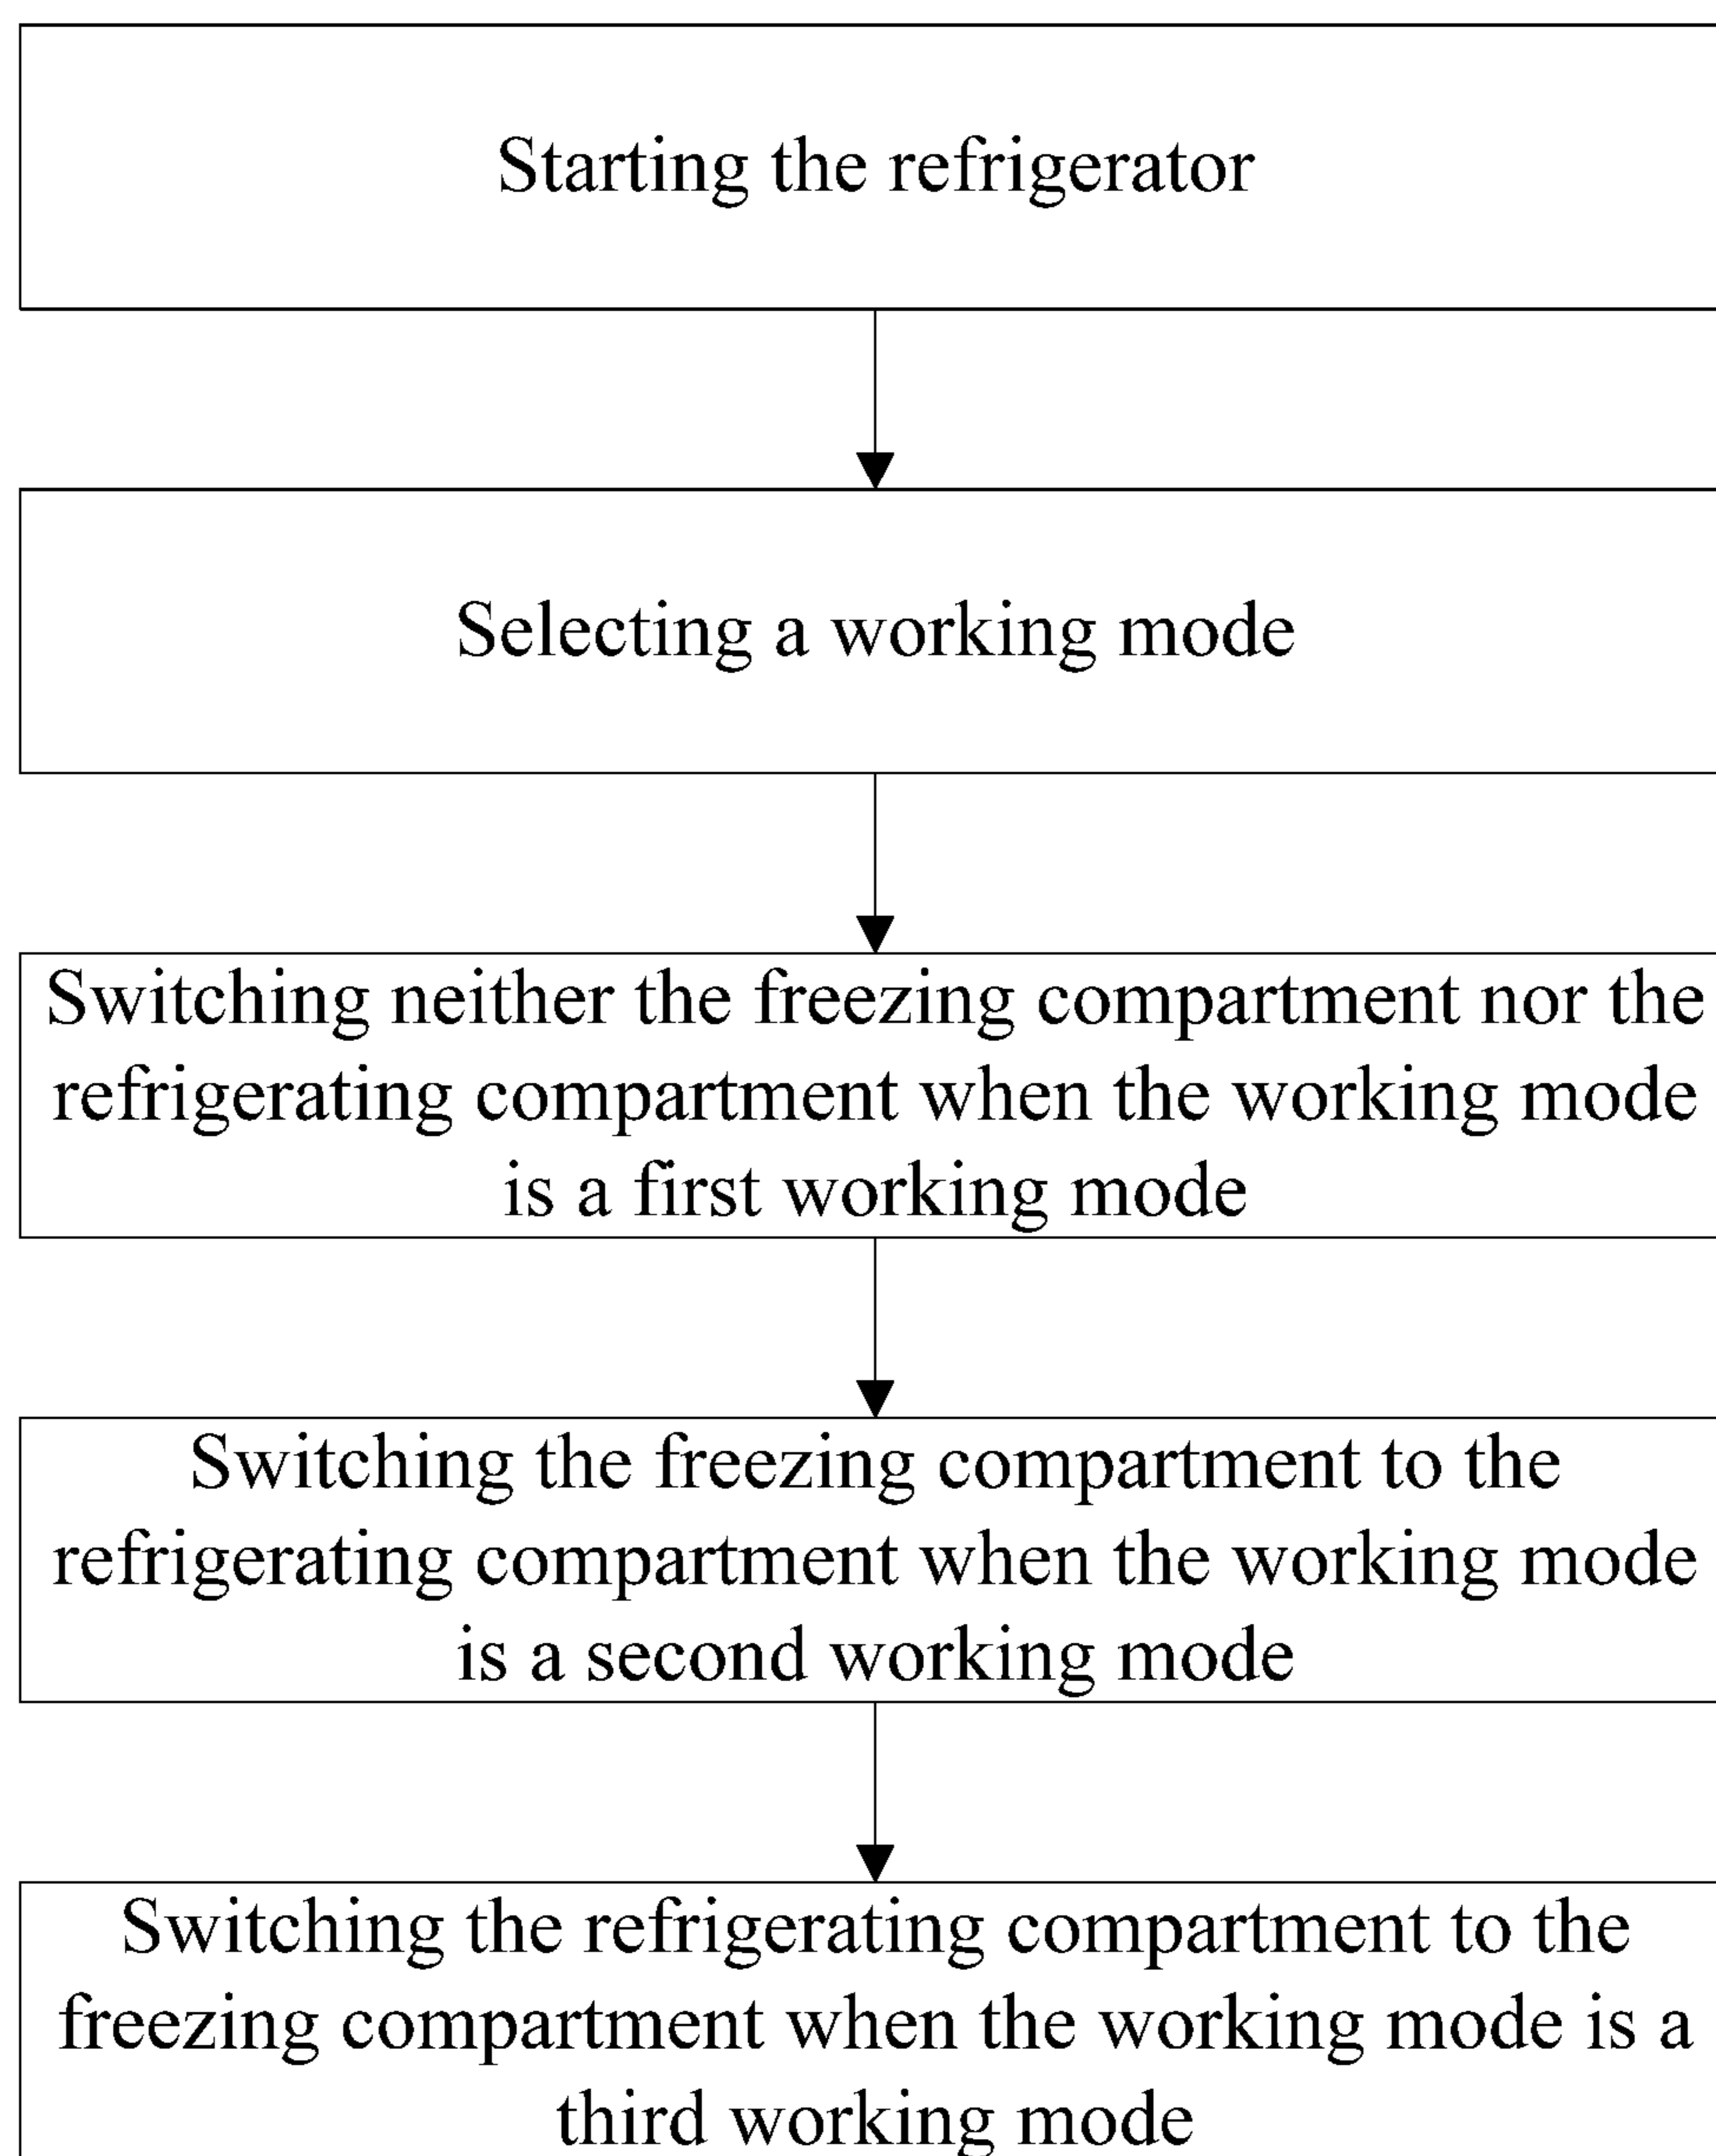 Starting the refrigerator
Selecting a working mode
Switching neither the freezing compartment nor the
refrigerating compartment when the working mode
is a first working mode
Switching the freezing compartment to the
refrigerating compartment when the working mode
is a second working mode
Switching the refrigerating compartment to the
freezing compartment when the working mode is a
third working mode